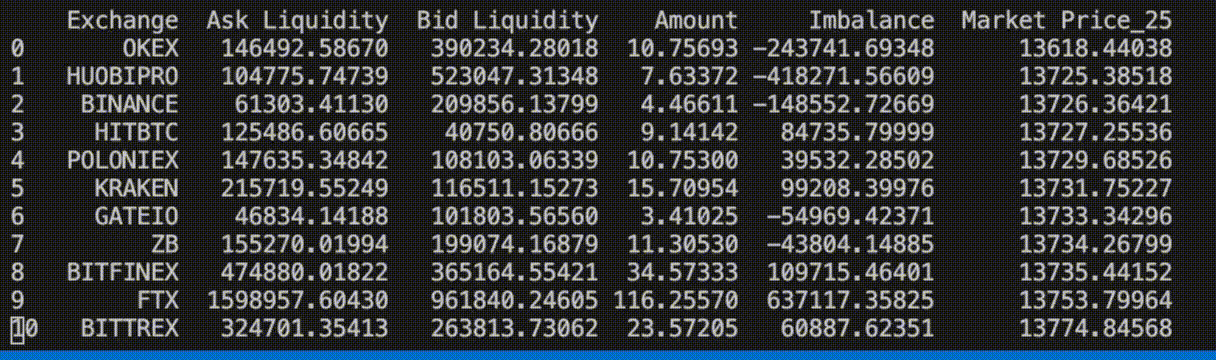 Exchange Ask Liquidity Bid Liquidity Amount Imbalance Market Price_25
0 OKEX 146492.58670 390234.28018 10.75693 -243741.69348 13618.44038
1 HUOBIPRO 104775.74739 523047.31348 7.63372 -418271.56609 13725.38518
2 BINANCE 61303.41130 209856.13799 4.46611 -148552.72669 13726.36421
3 HITBTC 125486.60665 40750.80666 9.14142 84735.79999 13727.25536
4 POLONIEX 147635.34842 108103.06339 10.75300 39532.28502 13729.68526
5 KRAKEN 215719.55249 116511.15273 15.70954 99208.39976 13731.75227
6 GATEIO 46834.14188 101803.56560 3.41025 -54969.42371 13733.34296
7 ZB 155270.01994 199074.16879 11.30530 -43804.14885 13734.26799
8 BITFINEX 474880.01822 365164.55421 34.57333 109715.46401 13735.44152
9 FTX 1598957.60430 961840.24605 116.25570 637117.35825 13753.79964
10 BITTREX 324701.35413 263813.73062 23.57205 60887.62351 13774.84568